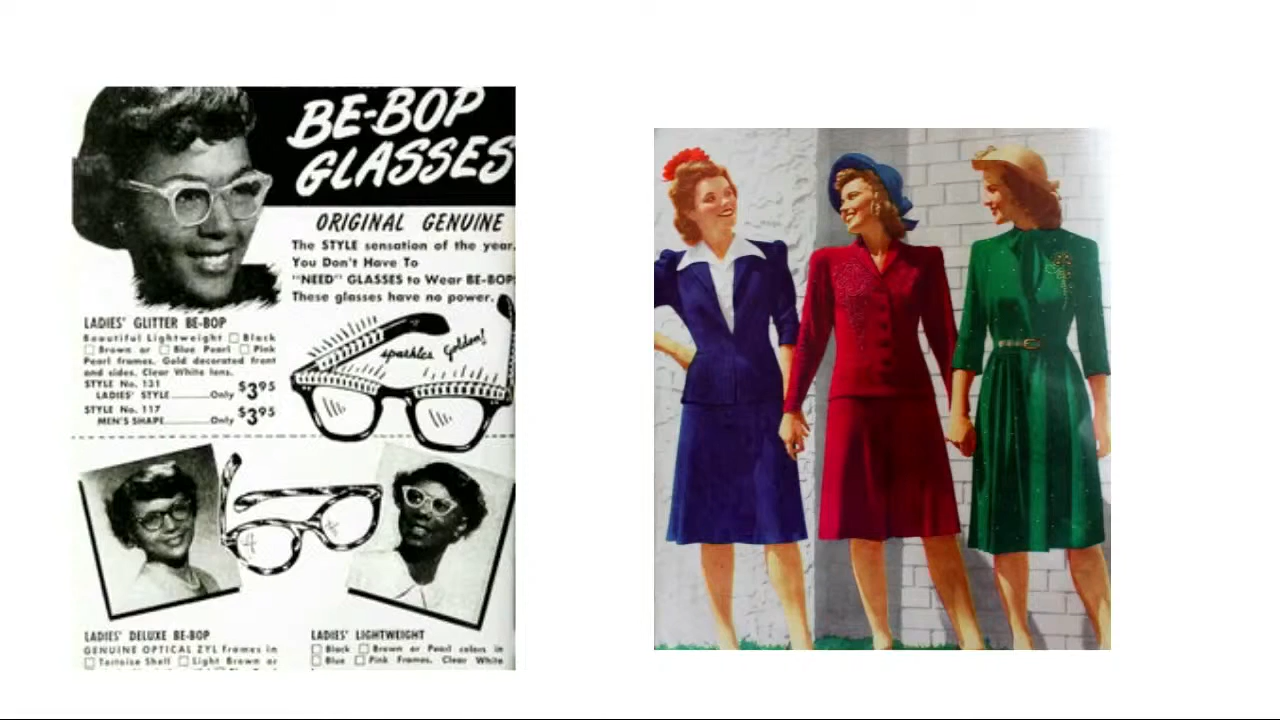 BE-BOP
GLASSES
ORIGINAL GENUINE
The STYLE sensation of the year.
You Don't Have To
"NEED" GLASSES to Wear BE-BOP
These glasses have no power.
sparkles Golden!
LADIES' GLITTER BE-BOP
Beautiful Lightweight ☐ Black
☐ Brown or ☐ Blue Pearl ☐ Pink
Pearl frames. Gold decorated front
and sides. Clear White lens.
STYLE No. 131
LADIES' STYLE Only $3.95
STYLE No. 117
MEN'S SHAPE Only $3.95
LADIES' DELUXE BE-BOP
GENUINE OPTICAL ZYL frames in
☐ Tortoise Shell ☐ Light Brown or
LADIES' LIGHTWEIGHT
☐ Black ☐ Brown or Pearl colors in
☐ Blue ☐ Pink Frames. Clear White